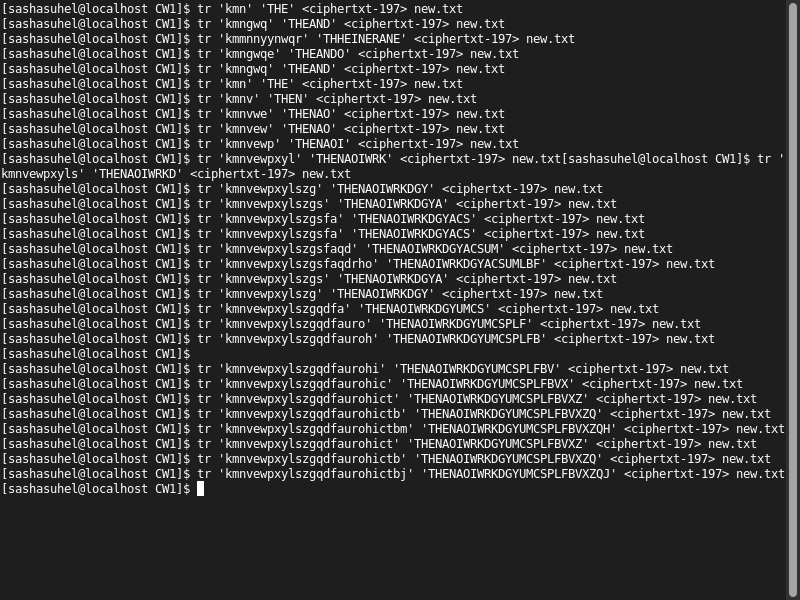 [sashasuhel@localhost CW1]$ tr 'kmn' 'THE' <ciphertxt-197> new.txt
[sashasuhel@localhost CW1]$ tr 'kmngwq' 'THEAND' <ciphertxt-197> new.txt
[sashasuhel@localhost CW1]$ tr 'kmmnnyynwqr' 'THHEINERANE' <ciphertxt-197> new.txt
[sashasuhel@localhost CW1]$ tr 'kmngwqe' 'THEANDO' <ciphertxt-197> new.txt
[sashasuhel@localhost CW1]$ tr 'kmngwq' 'THEAND' <ciphertxt-197> new.txt
[sashasuhel@localhost CW1]$ tr 'kmn' 'THE' <ciphertxt-197> new.txt
[sashasuhel@localhost CW1]$ tr 'kmnv' 'THEN' <ciphertxt-197> new.txt
[sashasuhel@localhost CW1]$ tr 'kmnvwe' 'THENAO' <ciphertxt-197> new.txt
[sashasuhel@localhost CW1]$ tr 'kmnvew' 'THENAO' <ciphertxt-197> new.txt
[sashasuhel@localhost CW1]$ tr 'kmnvewp' 'THENAOI' <ciphertxt-197> new.txt
[sashasuhel@localhost CW1]$ tr 'kmnvewpxyl' 'THENAOIWRK' <ciphertxt-197> new.txt[sashasuhel@localhost CW1]$ tr '
kmnvewpxyls' 'THENAOIWRKD' <ciphertxt-197> new.txt
[sashasuhel@localhost CW1]$ tr 'kmnvewpxylszg' 'THENAOIWRKDGY' <ciphertxt-197> new.txt
[sashasuhel@localhost CW1]$ tr 'kmnvewpxylszgs' 'THENAOIWRKDGYA' <ciphertxt-197> new.txt
[sashasuhel@localhost CW1]$ tr 'kmnvewpxylszgsfa' 'THENAOIWRKDGYACS' <ciphertxt-197> new.txt
[sashasuhel@localhost CW1]$ tr 'kmnvewpxylszgsfa' 'THENAOIWRKDGYACS' <ciphertxt-197> new.txt
[sashasuhel@localhost CW1]$ tr 'kmnvewpxylszgsfaqd' 'THENAOIWRKDGYACSUM' <ciphertxt-197> new.txt
[sashasuhel@localhost CW1]$ tr 'kmnvewpxylszgsfaqdrho' 'THENAOIWRKDGYACSUMLBF' <ciphertxt-197> new.txt
[sashasuhel@localhost CW1]$ tr 'kmnvewpxylszgs' 'THENAOIWRKDGYA' <ciphertxt-197> new.txt
[sashasuhel@localhost CW1]$ tr 'kmnvewpxylszg' 'THENAOIWRKDGY' <ciphertxt-197> new.txt
[sashasuhel@localhost CW1]$ tr 'kmnvewpxylszgqdfa' 'THENAOIWRKDGYUMCS' <ciphertxt-197> new.txt
[sashasuhel@localhost CW1]$ tr 'kmnvewpxylszgqdfauro' 'THENAOIWRKDGYUMCSPLF' <ciphertxt-197> new.txt
[sashasuhel@localhost CW1]$ tr 'kmnvewpxylszgqdfauroh' 'THENAOIWRKDGYUMCSPLFB' <ciphertxt-197> new.txt
[sashasuhel@localhost CW1]$
[sashasuhel@localhost CW1]$ tr 'kmnvewpxylszgqdfaurohi' 'THENAOIWRKDGYUMCSPLFBV' <ciphertxt-197> new.txt
[sashasuhel@localhost CW1]$ tr 'kmnvewpxylszgqdfaurohic' 'THENAOIWRKDGYUMCSPLFBVX' <ciphertxt-197> new.txt
[sashasuhel@localhost CW1]$ tr 'kmnvewpxylszgqdfaurohict' 'THENAOIWRKDGYUMCSPLFBVXZ' <ciphertxt-197> new.txt
[sashasuhel@localhost CW1]$ tr 'kmnvewpxylszgqdfaurohictb' 'THENAOIWRKDGYUMCSPLFBVXZQ' <ciphertxt-197> new.txt
[sashasuhel@localhost CW1]$ tr 'kmnvewpxylszgqdfaurohictbm' 'THENAOIWRKDGYUMCSPLFBVXZQH' <ciphertxt-197> new.txt
[sashasuhel@localhost CW1]$ tr 'kmnvewpxylszgqdfaurohict' 'THENAOIWRKDGYUMCSPLFBVXZ' <ciphertxt-197> new.txt
[sashasuhel@localhost CW1]$ tr 'kmnvewpxylszgqdfaurohictb' 'THENAOIWRKDGYUMCSPLFBVXZQ' <ciphertxt-197> new.txt
[sashasuhel@localhost CW1]$ tr 'kmnvewpxylszgqdfaurohictbj' 'THENAOIWRKDGYUMCSPLFBVXZQJ' <ciphertxt-197> new.txt
[sashasuhel@localhost CW1]$